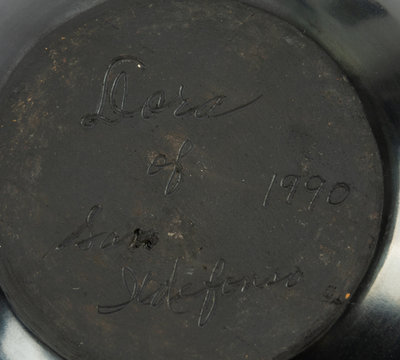 Dora
of
1990
San
Ildefonso